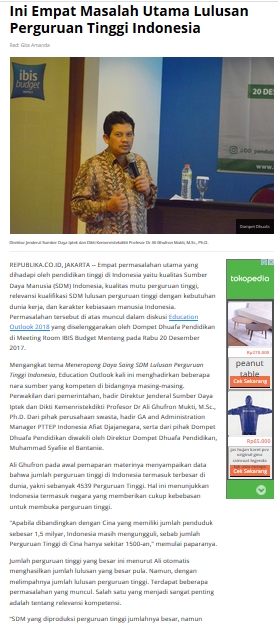 Ini Empat Masalah Utama Lulusan
Perguruan Tinggi Indonesia
Red: Gita Amanda
ibis
budget
Dompet Dhuafa
Direktur Jenderal Sumber Daya Iptek dan Dikti Kemenristekdikti Profesor Dr. Ali Ghufron Mukti, M.Sc., Ph.D.
REPUBLIKA.CO.ID, JAKARTA -- Empat permasalahan utama yang
dihadapi oleh pendidikan tinggi di Indonesia yaitu kualitas Sumber
Daya Manusia (SDM) Indonesia, kualitas mutu perguruan tinggi,
relevansi kualifikasi SDM lulusan perguruan tinggi dengan kebutuhan
dunia kerja, dan karakter kebiasaan manusia Indonesia.
Permasalahan tersebut di atas muncul dalam diskusi Education
Outlook 2018 yang diselenggarakan oleh Dompet Dhuafa Pendidikan
di Meeting Room IBIS Budget Menteng pada Rabu 20 Desember
2017.
Mengangkat tema Meneropong Daya Saing SDM Lulusan Perguruan
Tinggi Indonesia, Education Outlook kali ini menghadirkan beberapa
nara sumber yang kompeten di bidangnya masing-masing.
Perwakilan dari pemerintahan, hadir Direktur Jenderal Sumber Daya
Iptek dan Dikti Kemenristekdikti Profesor Dr Ali Ghufron Mukti, M.Sc.,
Ph.D. Dari pihak perusahaan swasta, hadir GA and Administration
Manager PTTEP Indonesia Afiat Djajanegara, serta dari pihak Dompet
Dhuafa Pendidikan diwakili oleh Direktur Dompet Dhuafa Pendidikan,
Muhammad Syafiie el Bantanie.
Ali Ghufron pada awal pemaparan materinya menyampaikan data
bahwa jumlah perguruan tinggi di Indonesia termasuk terbesar di
dunia, yakni sebanyak 4539 Perguruan Tinggi. Hal ini menunjukkan
Indonesia termasuk negara yang memberikan cukup kebebasan
untuk membuka perguruan tinggi.
"Apabila dibandingkan dengan Cina yang memiliki jumlah penduduk
sebesar 1,5 milyar, Indonesia masih mengungguli, sebab jumlah
Perguruan Tinggi di Cina hanya sekitar 1500-an," memulai paparanya.
Jumlah perguruan tinggi yang besar ini menurut Ali otomatis
menghasilkan jumlah lulusan yang besar pula. Namun, dengan
melimpahnya jumlah lulusan perguruan tinggi. Terdapat beberapa
permasalahan yang muncul. Salah satu yang menjadi sangat penting
adalah tentang relevansi kompetensi.
"SDM yang diproduksi perguruan tinggi jumlahnya besar, namun
tokopedia
peanut
table
Cek Sekarang
Rp65.000
Cek Sekarang